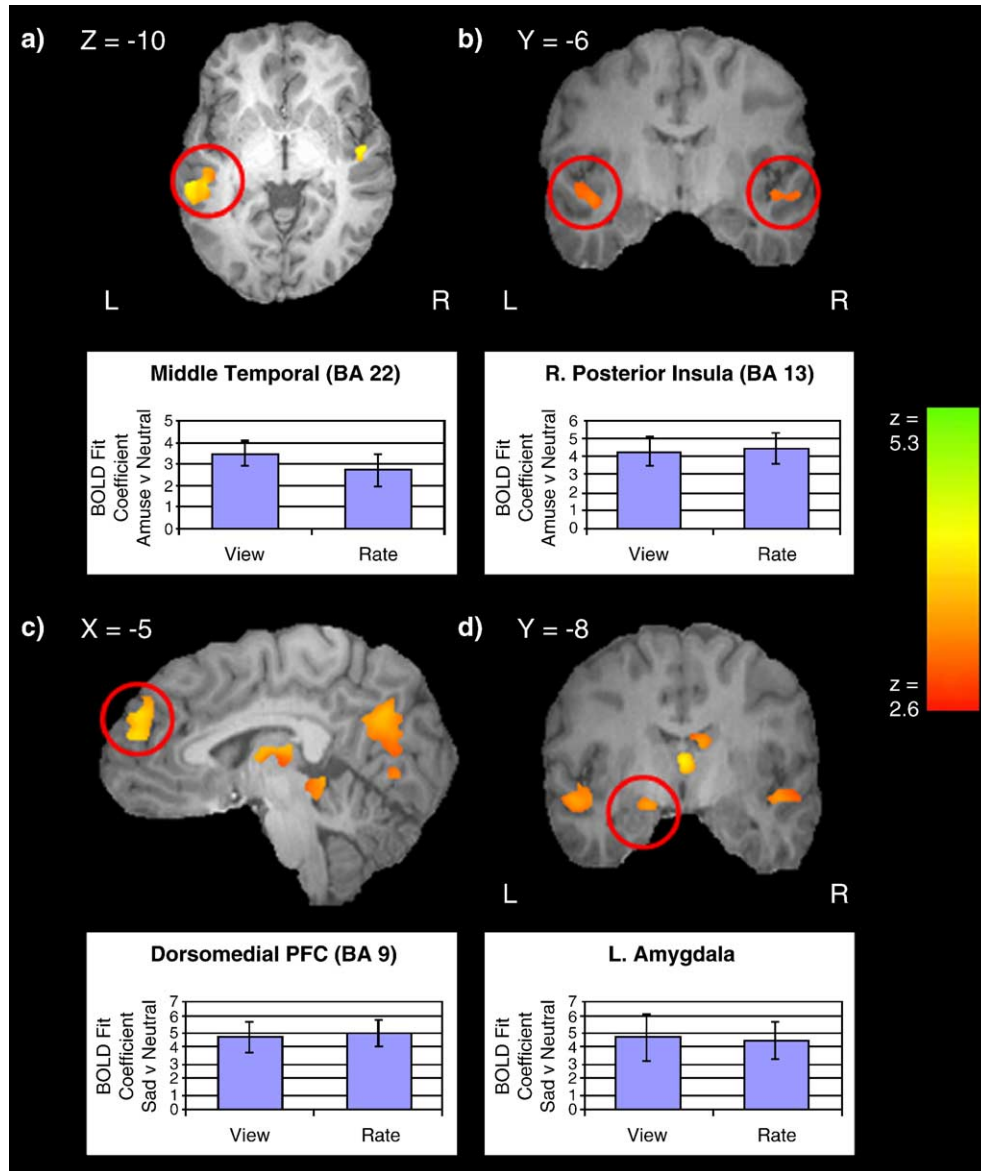 a) Z = -10
b) Y = -6
L R
L R
Middle Temporal (BA 22)
BOLD Fit
Coefficient
Amuse v Neutral
5
4
3
2
1
0
View Rate
R. Posterior Insula (BA 13)
BOLD Fit
Coefficient
Amuse v Neutral
6
5
4
3
2
1
0
View Rate
z =
5.3
z =
2.6
c) X = -5
d) Y = -8
L R
Dorsomedial PFC (BA 9)
BOLD Fit
Coefficient
Sad v Neutral
7
6
5
4
3
2
1
0
View Rate
L. Amygdala
BOLD Fit
Coefficient
Sad v Neutral
7
6
5
4
3
2
1
0
View Rate